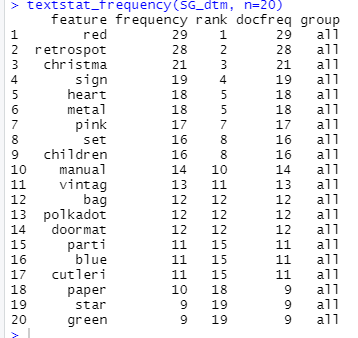 > textstat_frequency(SG_dtm, n=20)
feature frequency rank docfreq group
1 red 29 1 29 all
2 retrospot 28 2 28 all
3 christma 21 3 21 all
4 sign 19 4 19 all
5 heart 18 5 18 all
6 metal 18 5 18 all
7 pink 17 7 17 all
8 set 16 8 16 all
9 children 16 8 16 all
10 manual 14 10 14 all
11 vintag 13 11 13 all
12 bag 12 12 12 all
13 polkadot 12 12 12 all
14 doormat 12 12 12 all
15 parti 11 15 11 all
16 blue 11 15 11 all
17 cutleri 11 15 11 all
18 paper 10 18 9 all
19 star 9 19 9 all
20 green 9 19 9 all
>